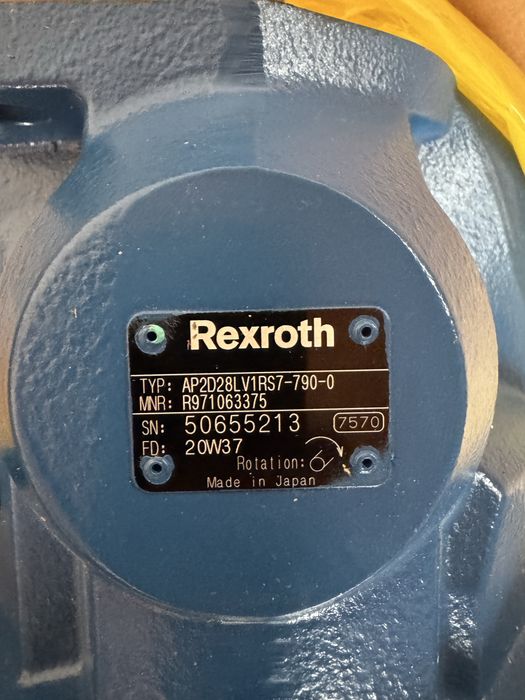 Rexroth
TYP: AP2D28LV1RS7-790-0
MNR: R971063375
SN: 50655213 7570
FD: 20W37
Rotation:
Made in Japan